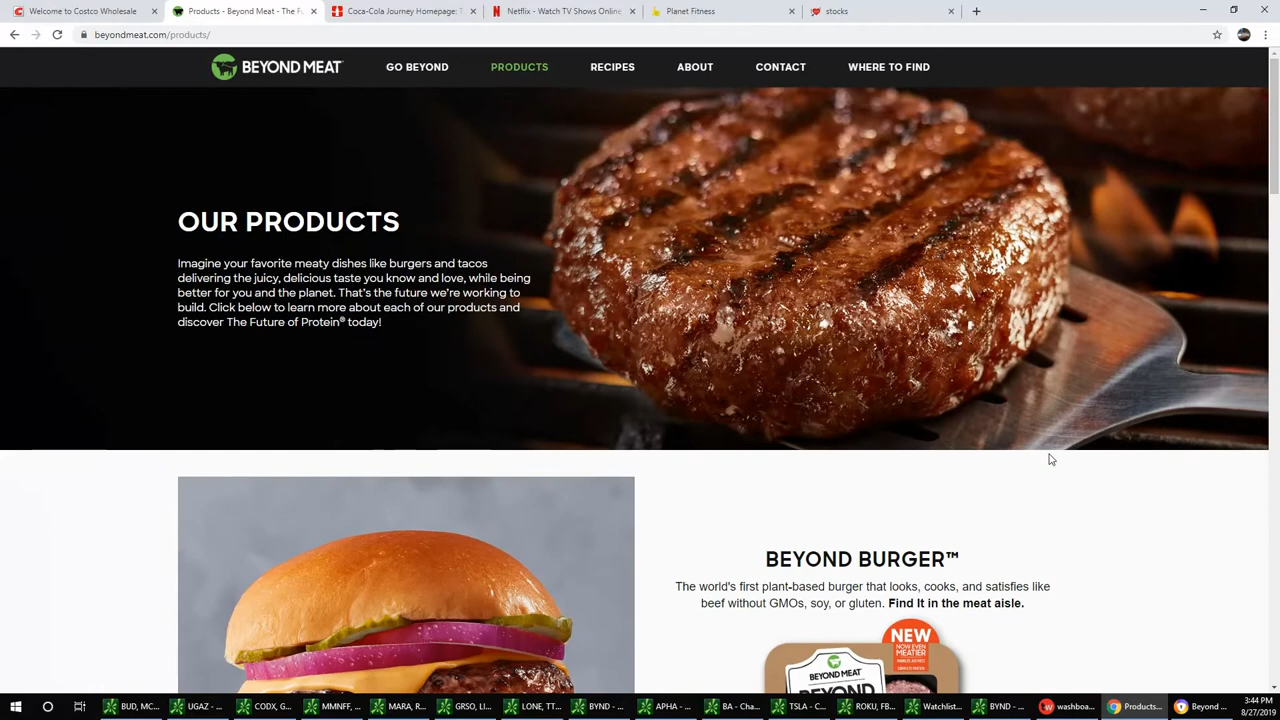 Welcome to Costco Wholesale
Products - Beyond Meat - The Fu
Coca-Cola Journey Homepage: T
Netflix - Watch TV Shows Online
Planet Fitness
stocks
beyondmeat.com/products/
BEYOND MEAT
GO BEYOND
PRODUCTS
RECIPES
ABOUT
CONTACT
WHERE TO FIND
OUR PRODUCTS
Imagine your favorite meaty dishes like burgers and tacos
delivering the juicy, delicious taste you know and love, while being
better for you and the planet. That's the future we're working to
build. Click below to learn more about each of our products and
discover The Future of Protein® today!
BEYOND BURGER™
The world's first plant-based burger that looks, cooks, and satisfies like
beef without GMOs, soy, or gluten. Find It in the meat aisle.
NEW
NOW EVEN
MEATIER
BEYOND MEAT
BEYOND
BUD, MC...
UGAZ - ...
CODX, G...
MMNFF, ...
MARA, R...
GRSO, LI...
LONE, TT...
BYND - ...
APHA - ...
BA - Cha...
TSLA - C...
ROKU, FB...
Watchlist...
BYND - ...
washboa...
Products...
Beyond ...
3:44 PM
8/27/2019